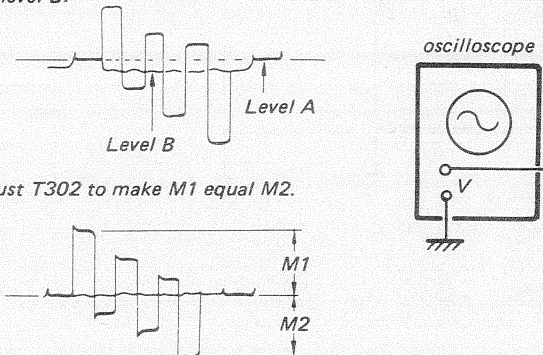 level B.
oscilloscope
Level A
Level B
V
ust T302 to make M1 equal M2.
M1
M2